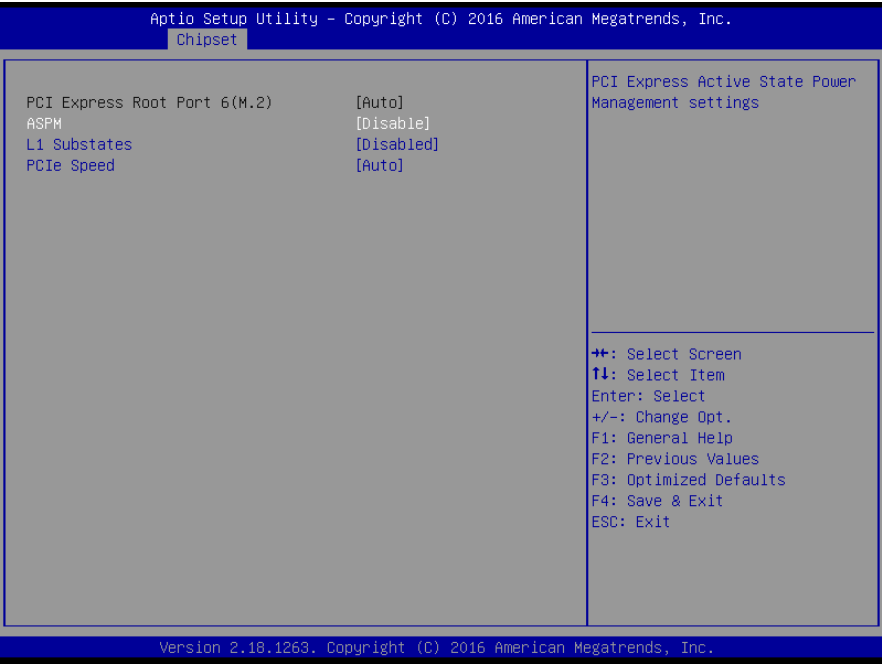 Aptio Setup Utility – Copyright (C) 2016 American Megatrends, Inc.
Chipset
PCI Express Root Port 6(M.2) [Auto]
ASPM [Disable]
L1 Substates [Disabled]
PCIe Speed [Auto]
PCI Express Active State Power
Management settings
→←: Select Screen
↑↓: Select Item
Enter: Select
+/-: Change Opt.
F1: General Help
F2: Previous Values
F3: Optimized Defaults
F4: Save & Exit
ESC: Exit
Version 2.18.1263. Copyright (C) 2016 American Megatrends, Inc.